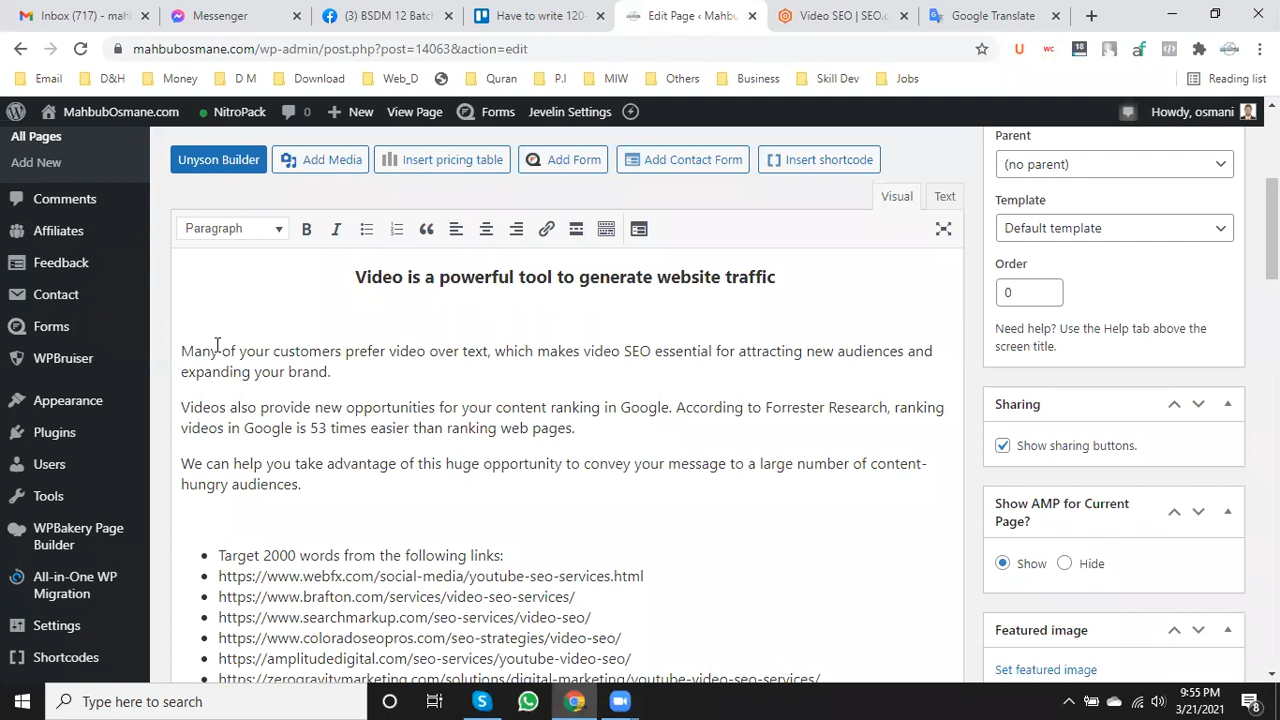 Inbox (717) - mahl
Messenger
(3) BSDM 12 Batch
Have to write 120-
Edit Page ‹ Mahbu
Video SEO | SEO.c
Google Translate
mahbubosmane.com/wp-admin/post.php?post=14063&action=edit
Email
D&H
Money
D M
Download
Web_D
Quran
P.I
MIW
Others
Business
Skill Dev
Jobs
Reading list
MahbubOsmane.com
NitroPack
0
New
View Page
Forms
Jevelin Settings
Howdy, osmani
All Pages
Add New
Comments
Affiliates
Feedback
Contact
Forms
WPBruiser
Appearance
Plugins
Users
Tools
WPBakery Page
Builder
All-in-One WP
Migration
Settings
Shortcodes
Unyson Builder
Add Media
Insert pricing table
Add Form
Add Contact Form
Insert shortcode
Visual
Text
Paragraph
Video is a powerful tool to generate website traffic
Many of your customers prefer video over text, which makes video SEO essential for attracting new audiences and
expanding your brand.
Videos also provide new opportunities for your content ranking in Google. According to Forrester Research, ranking
videos in Google is 53 times easier than ranking web pages.
We can help you take advantage of this huge opportunity to convey your message to a large number of content-
hungry audiences.
Target 2000 words from the following links:
https://www.webfx.com/social-media/youtube-seo-services.html
https://www.brafton.com/services/video-seo-services/
https://www.searchmarkup.com/seo-services/video-seo/
https://www.coloradoseopros.com/seo-strategies/video-seo/
https://amplitudedigital.com/seo-services/youtube-video-seo/
https://zerogravitymarketing.com/solutions/digital-marketing/youtube-video-seo-services/
Parent
(no parent)
Template
Default template
Order
0
Need help? Use the Help tab above the
screen title.
Sharing
Show sharing buttons.
Show AMP for Current
Page?
Show
Hide
Featured image
Set featured image
Type here to search
9:55 PM
3/21/2021
8